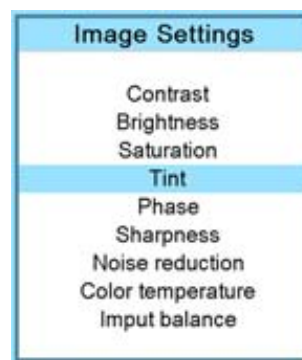 Image Settings
Contrast
Brightness
Saturation
Tint
Phase
Sharpness
Noise reduction
Color temperature
Imput balance